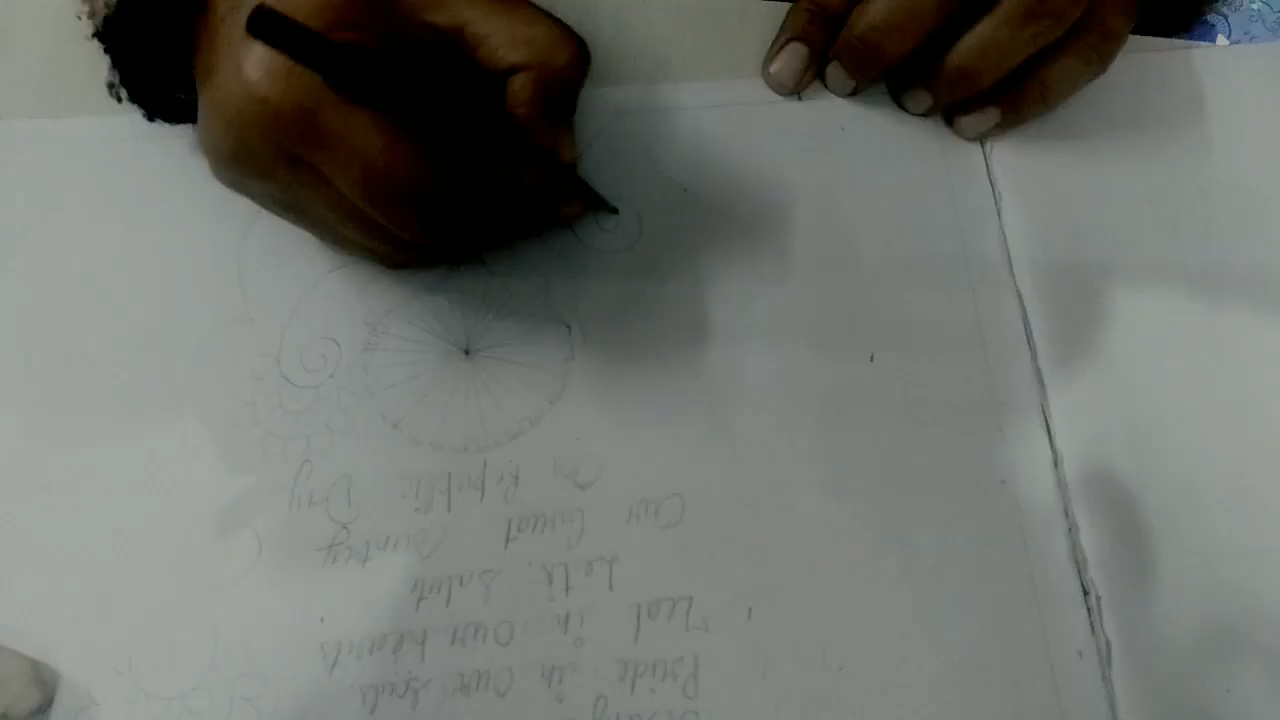 Pride in Our Souls.
Zeal in Our hearts
Let's Salute
Our Great Country
On Republic Day